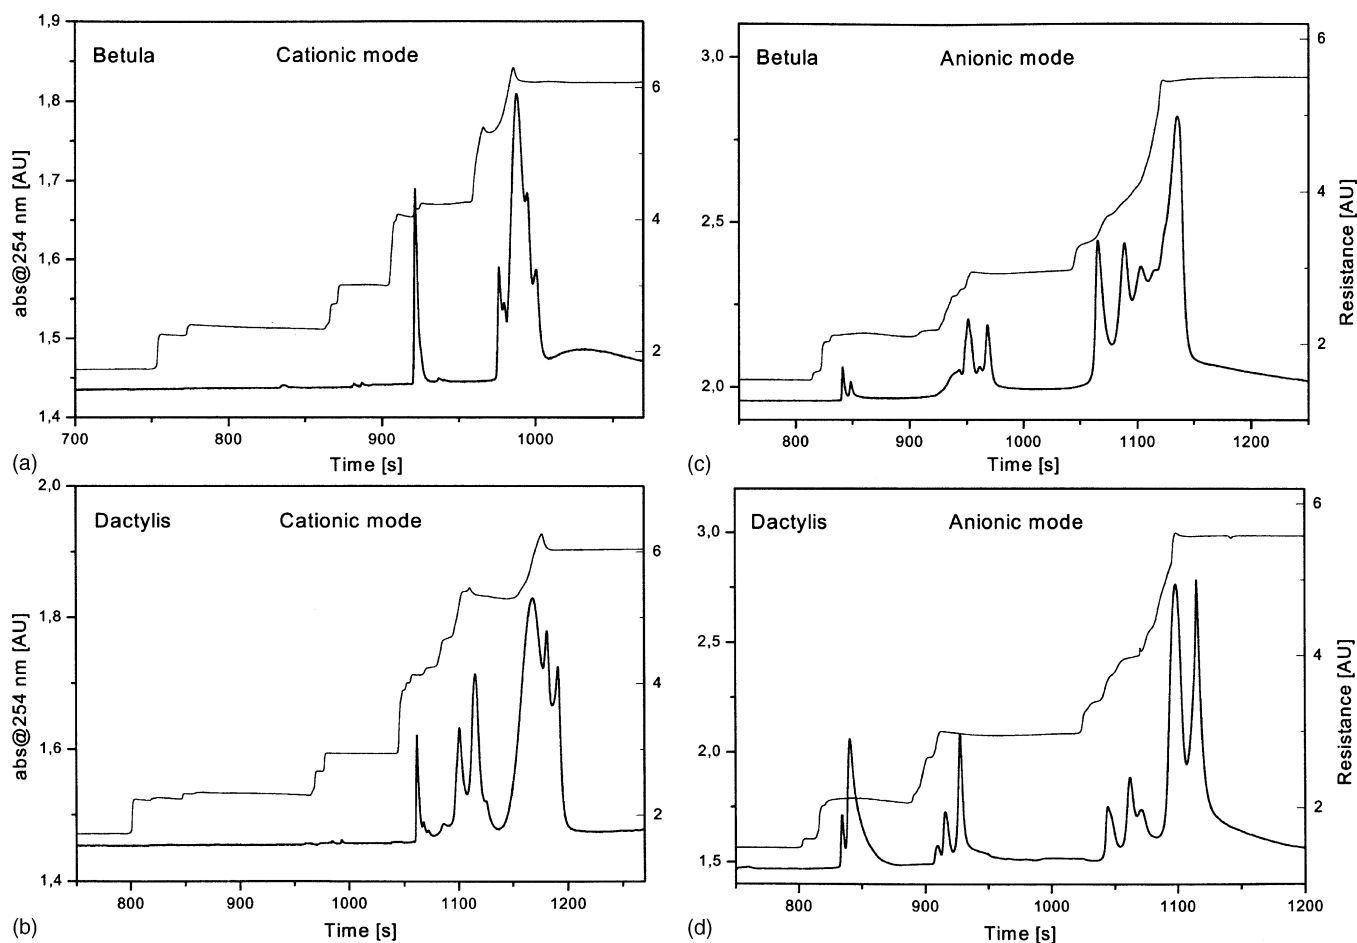 Betula Cationic mode
1,9
1,8
1,7
1,6
1,5
1,4
abs@254 nm [AU]
6
4
2
700 800 900 1000
Time [s]
(a)
Betula Anionic mode
3,0
2,5
2,0
6
4
2
Resistance [AU]
800 900 1000 1100 1200
Time [s]
(c)
Dactylis Cationic mode
2,0
1,9
1,8
1,6
1,5
1,4
abs@254 nm [AU]
6
4
2
800 900 1000 1100 1200
Time [s]
(b)
Dactylis Anionic mode
3,0
2,5
2,0
1,5
6
4
2
Resistance [AU]
800 900 1000 1100 1200
Time [s]
(d)